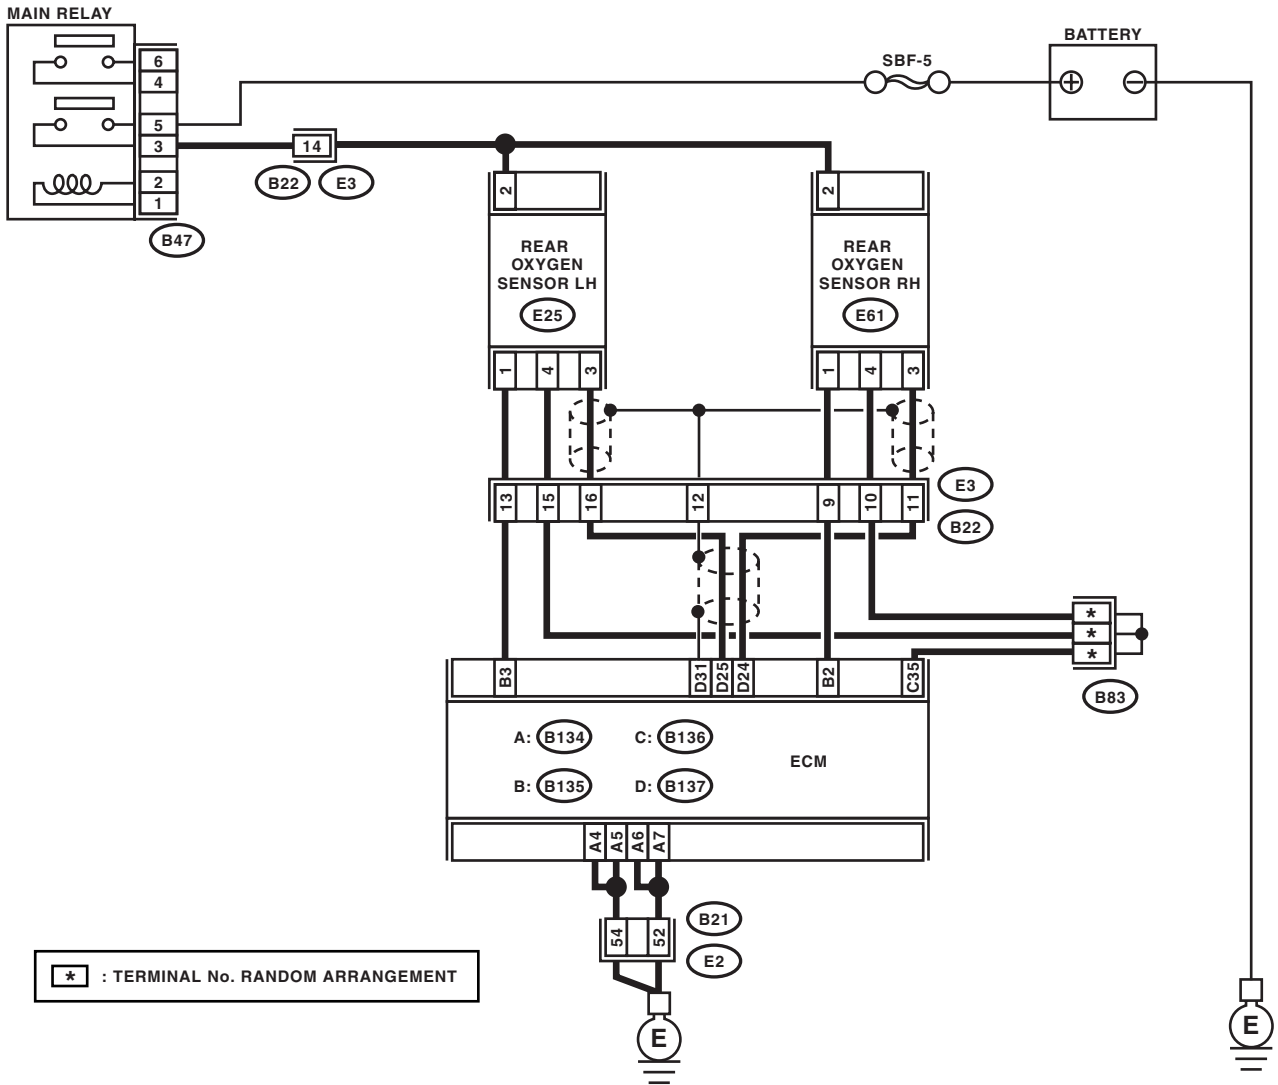 MAIN RELAY
BATTERY
SBF-5
6
4
5
3
2
1
14
B22
E3
B47
2
2
REAR
OXYGEN
SENSOR LH
E25
REAR
OXYGEN
SENSOR RH
E61
1
4
3
1
4
3
E3
13
15
16
12
9
10
11
B22
*
*
*
B3
D31
D25
D24
B2
C35
B83
A: B134
C: B136
ECM
B: B135
D: B137
A4
A5
A6
A7
B21
54
52
E2
* : TERMINAL No. RANDOM ARRANGEMENT
E
E